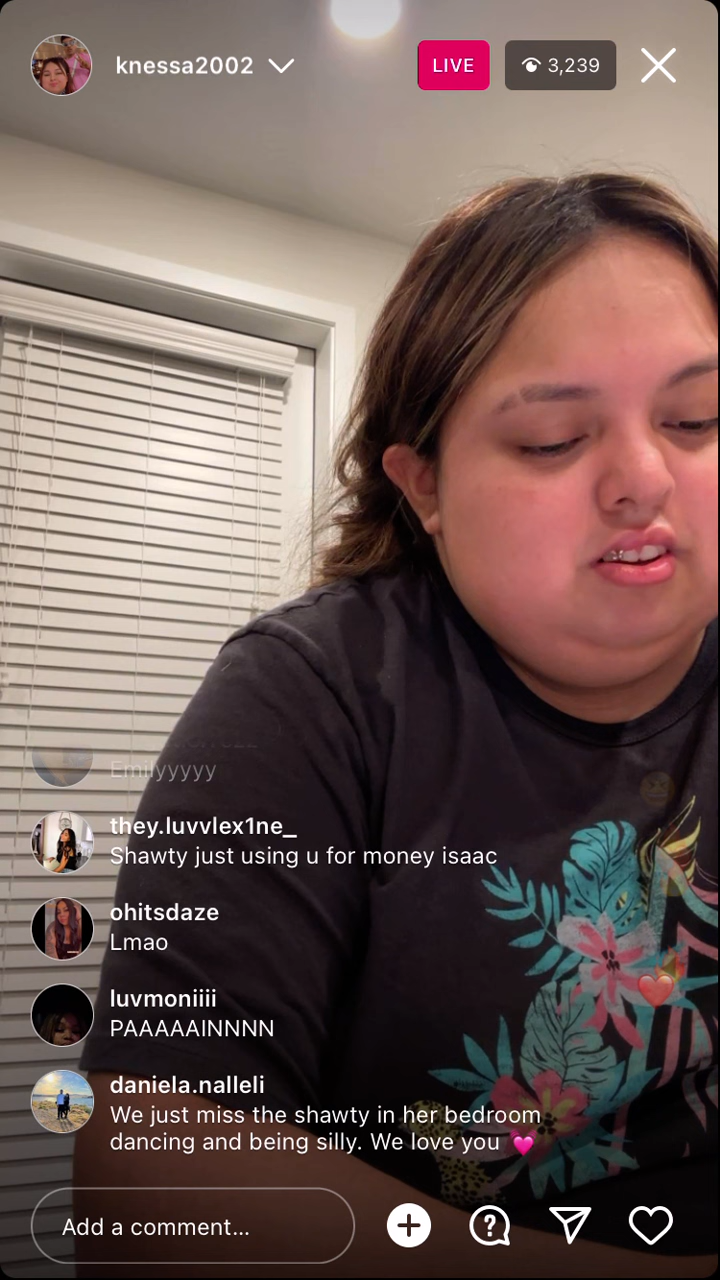 knessa2002
LIVE
3,239
Emilyyyyy
they.luvvlex1ne_
Shawty just using u for money isaac
ohitsdaze
Lmao
luvmoniiii
PAAAAAINNNN
daniela.nalleli
We just miss the shawty in her bedroom
dancing and being silly. We love you 💗
Add a comment...